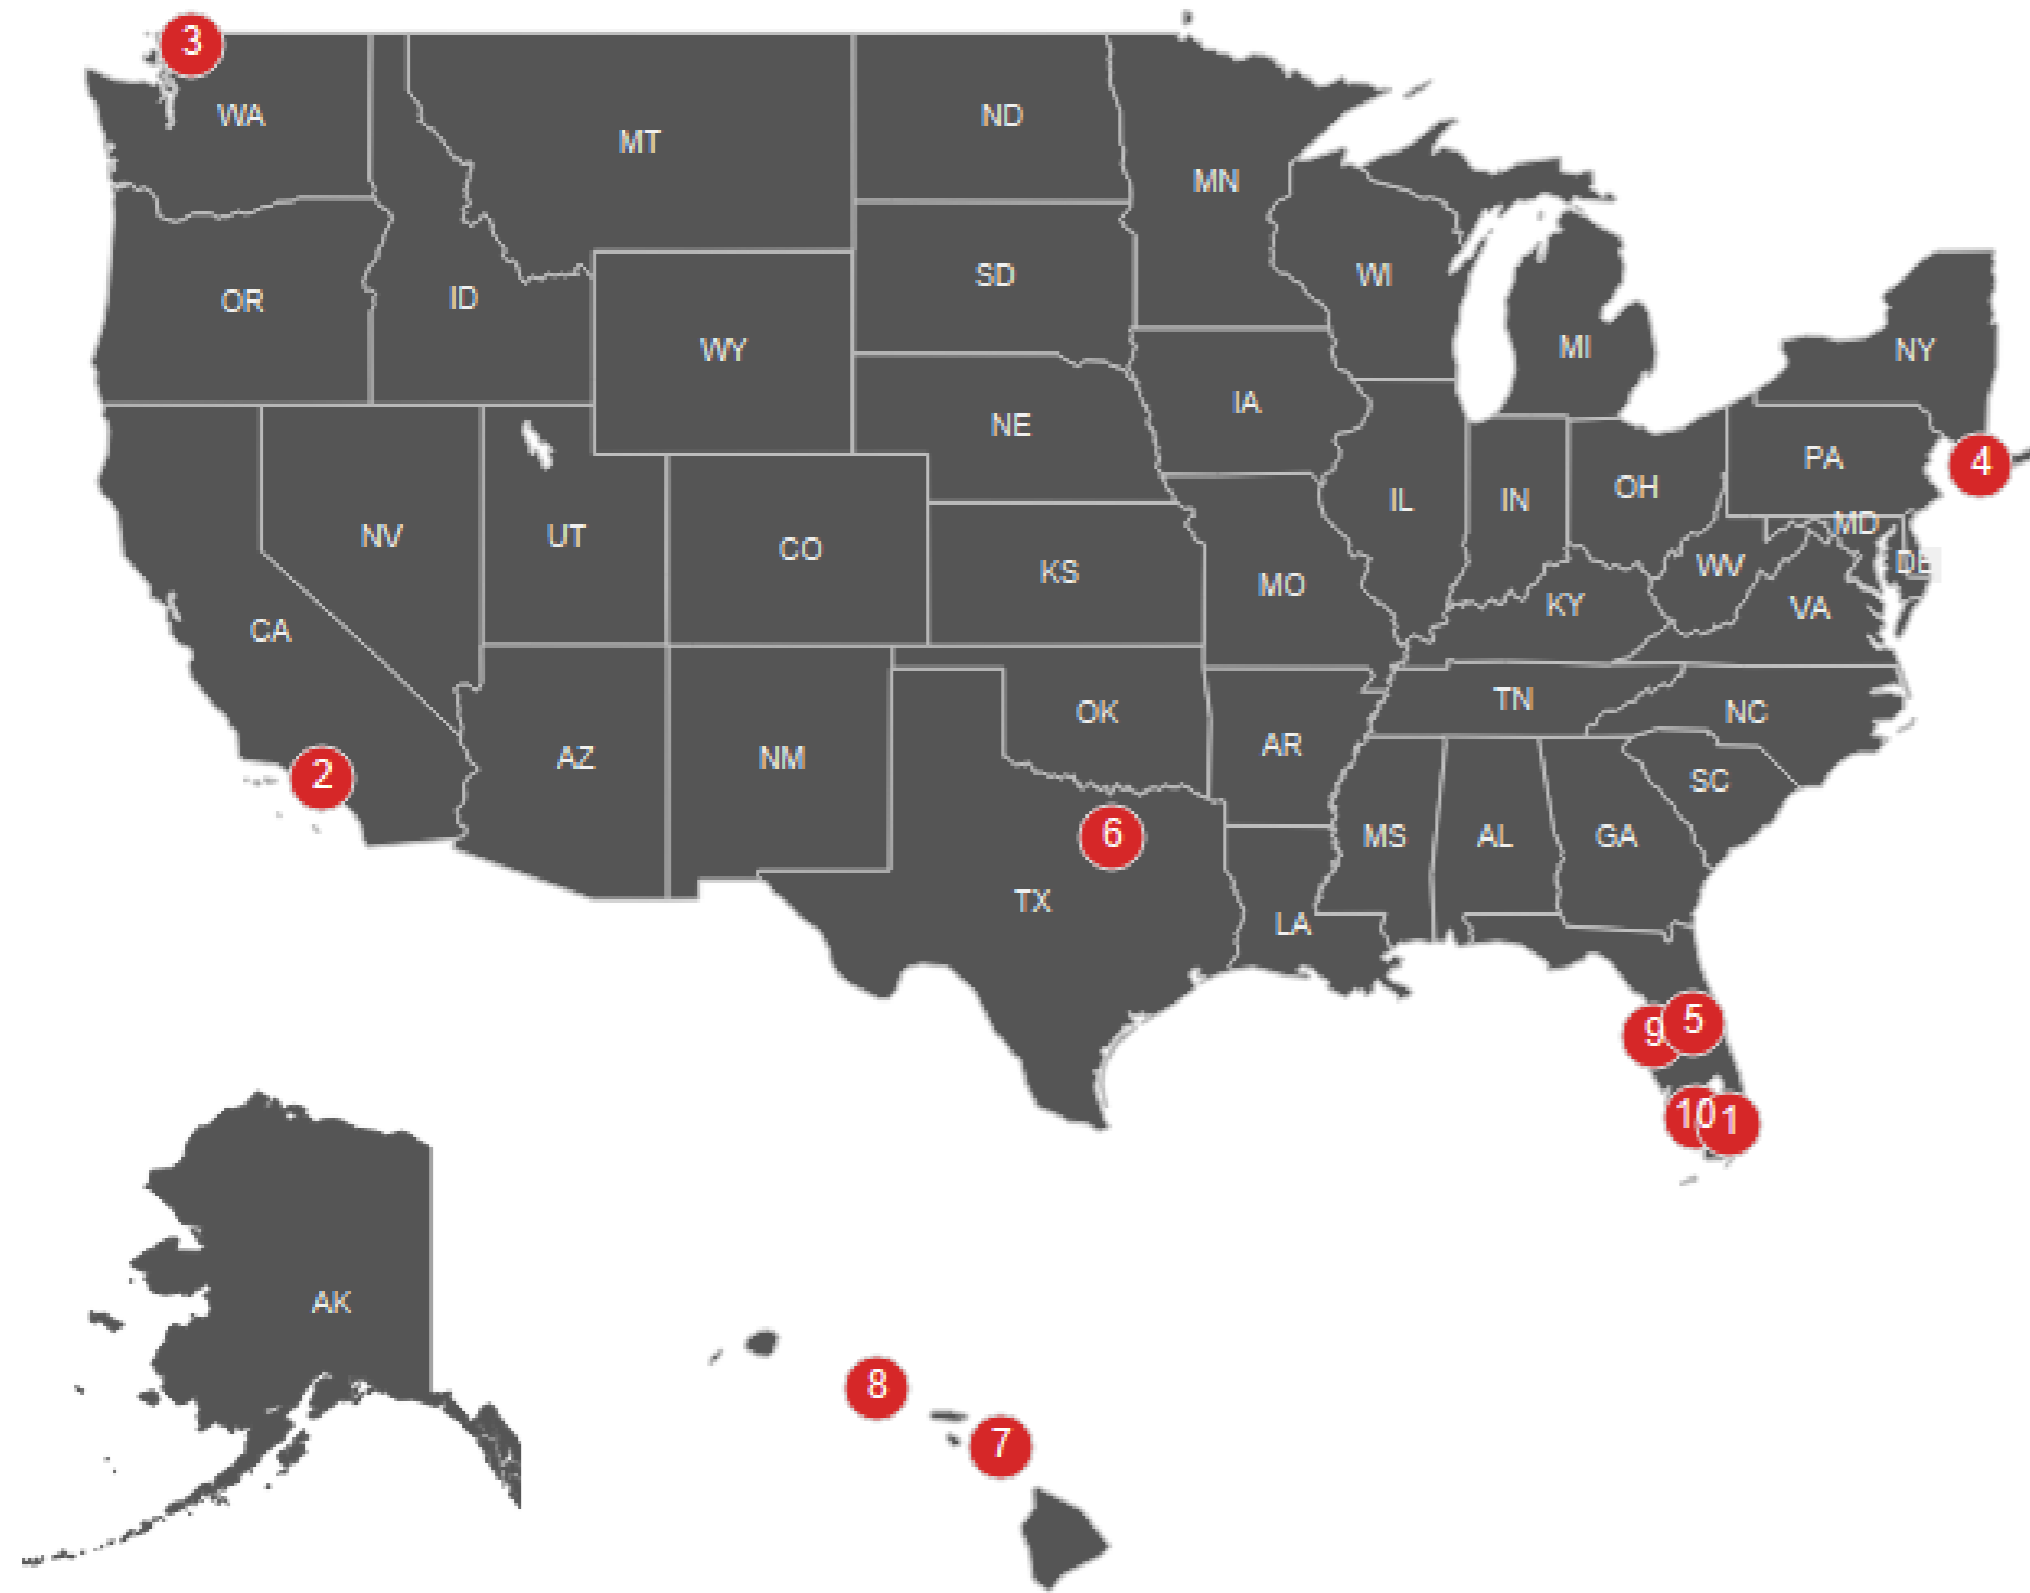 3
WA
MT
ND
MN
OR
ID
SD
WI
WY
MI
NY
NE
IA
PA
4
NV
UT
CO
KS
IL
IN
OH
MD
WV
DE
CA
MO
KY
VA
TN
NC
AZ
NM
OK
AR
2
SC
6
MS
AL
GA
TX
LA
9
5
10
1
AK
8
7